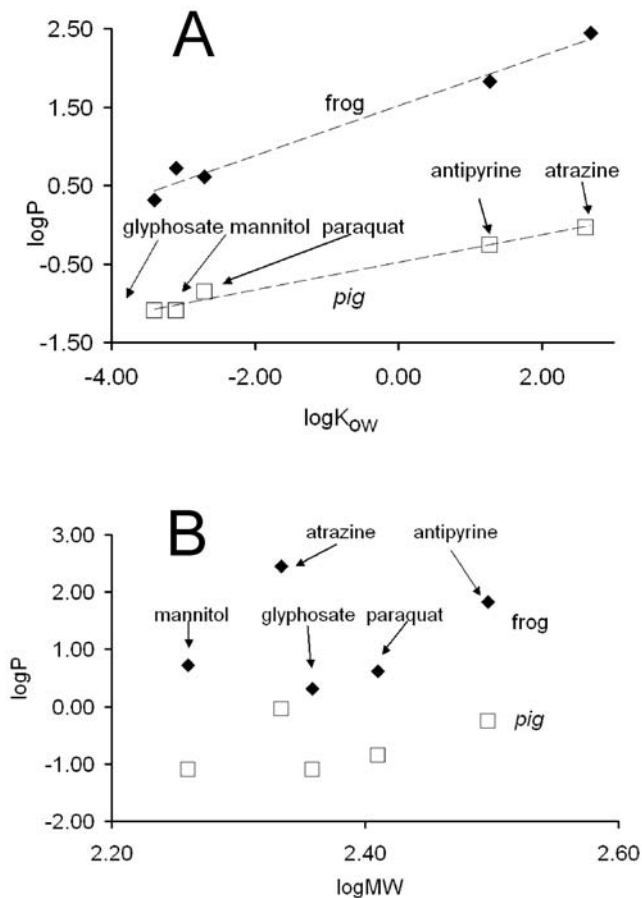 A
2.50
1.50
0.50
-0.50
-1.50
logP
frog
antipyrine atrazine
glyphosate mannitol paraquat
pig
-4.00 -2.00 0.00 2.00
logKOW
B
3.00
2.00
1.00
0.00
-1.00
-2.00
logP
atrazine antipyrine
mannitol glyphosate paraquat
frog
pig
2.20 2.40 2.60
logMW